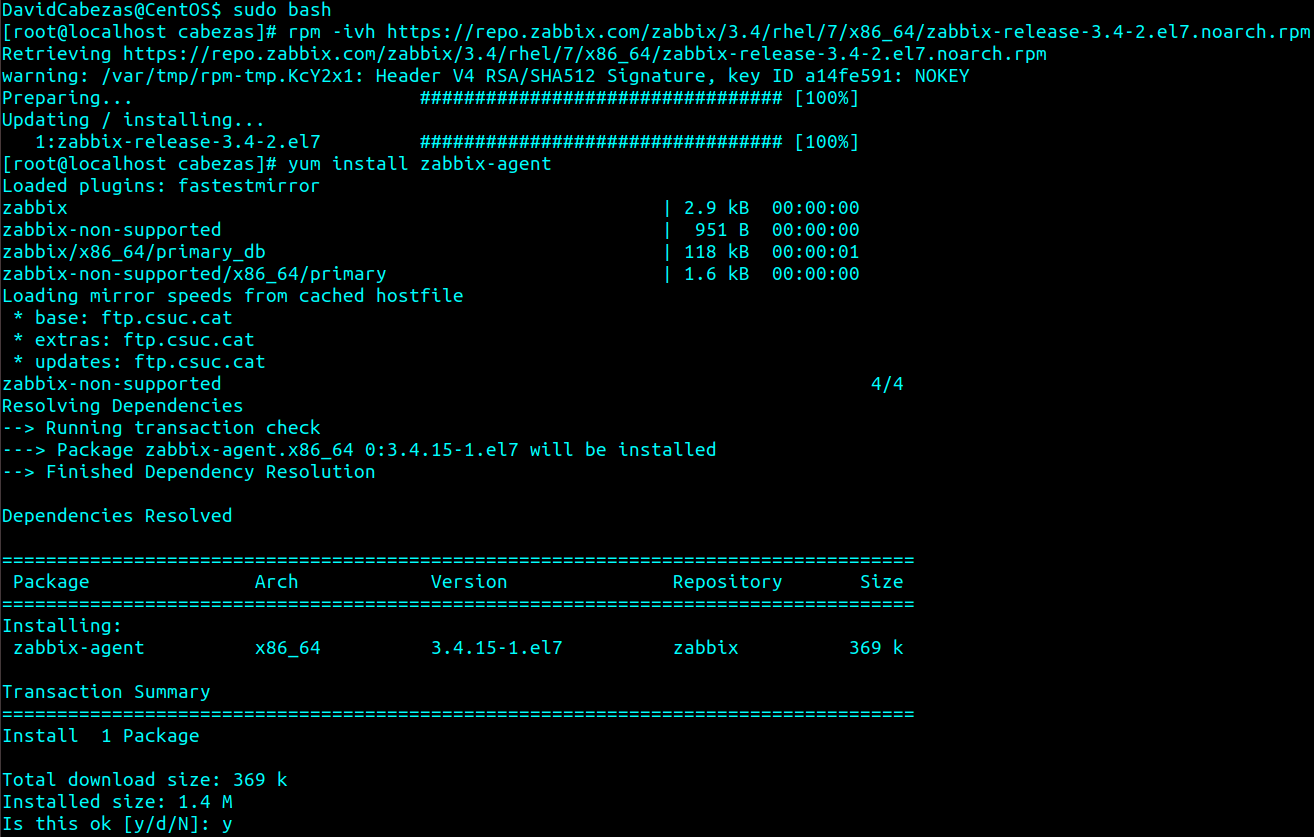 DavidCabezas@CentOS$ sudo bash
[root@localhost cabezas]# rpm -ivh https://repo.zabbix.com/zabbix/3.4/rhel/7/x86_64/zabbix-release-3.4-2.el7.noarch.rpm
Retrieving https://repo.zabbix.com/zabbix/3.4/rhel/7/x86_64/zabbix-release-3.4-2.el7.noarch.rpm
warning: /var/tmp/rpm-tmp.KcY2x1: Header V4 RSA/SHA512 Signature, key ID a14fe591: NOKEY
Preparing...                          ################################# [100%]
Updating / installing...
   1:zabbix-release-3.4-2.el7         ################################# [100%]
[root@localhost cabezas]# yum install zabbix-agent
Loaded plugins: fastestmirror
zabbix                                                      | 2.9 kB  00:00:00
zabbix-non-supported                                        |  951 B  00:00:00
zabbix/x86_64/primary_db                                    | 118 kB  00:00:01
zabbix-non-supported/x86_64/primary                         | 1.6 kB  00:00:00
Loading mirror speeds from cached hostfile
 * base: ftp.csuc.cat
 * extras: ftp.csuc.cat
 * updates: ftp.csuc.cat
zabbix-non-supported                                                           4/4
Resolving Dependencies
--> Running transaction check
---> Package zabbix-agent.x86_64 0:3.4.15-1.el7 will be installed
--> Finished Dependency Resolution

Dependencies Resolved

===================================================================================
 Package               Arch            Version               Repository       Size
===================================================================================
Installing:
 zabbix-agent          x86_64          3.4.15-1.el7          zabbix          369 k

Transaction Summary
===================================================================================
Install  1 Package

Total download size: 369 k
Installed size: 1.4 M
Is this ok [y/d/N]: y